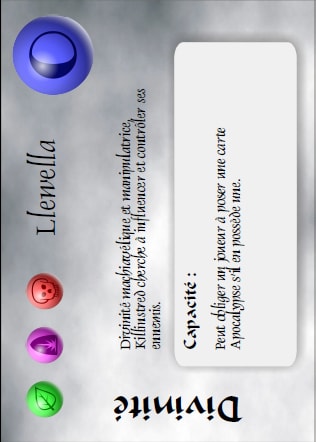 Llewella
Divinité machiavélique et manipulatrice,
Killinstred cherche à influencer et contrôler ses
ennemis.
Capacité :
Peut obliger un joueur à poser une carte
Apocalypse s'il en possède une.
Divinité